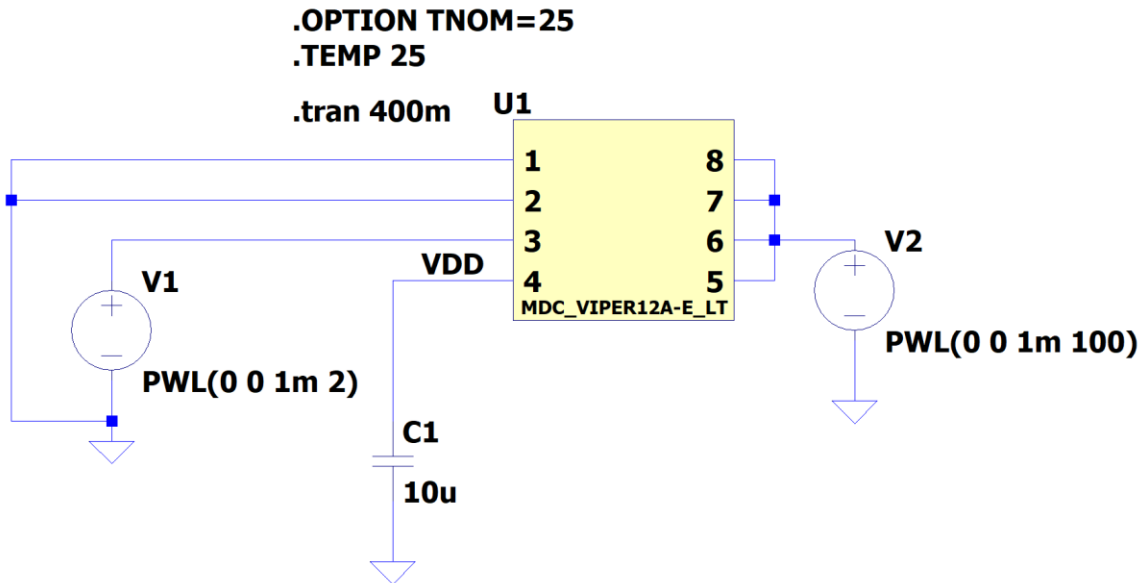 .OPTION TNOM=25
.TEMP 25
.tran 400m
U1
1 8
2 7
3 6
4 5
MDC_VIPER12A-E_LT
VDD
V1
PWL(0 0 1m 2)
V2
PWL(0 0 1m 100)
C1
10u